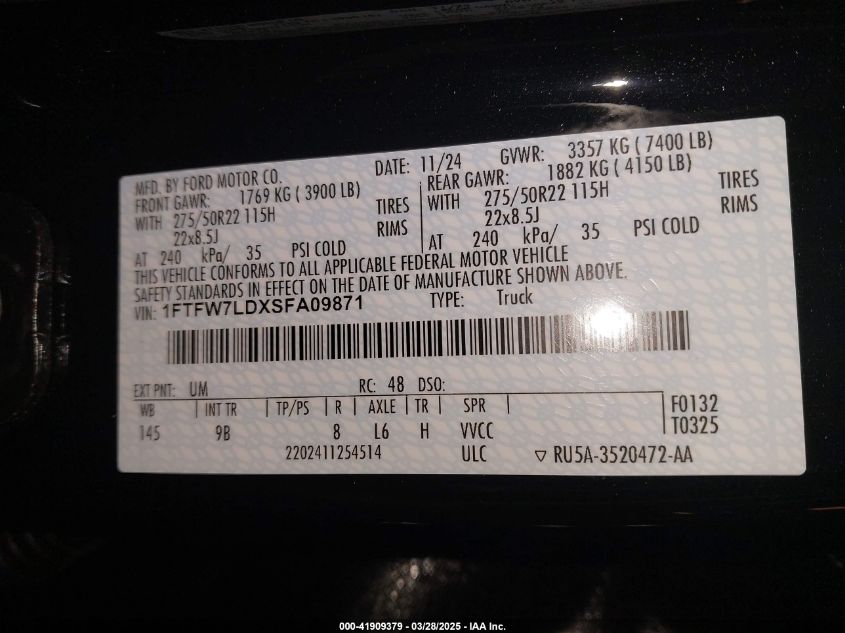 MFD. BY FORD MOTOR CO. DATE: 11/24 GVWR: 3357 KG ( 7400 LB)
FRONT GAWR: 1769 KG ( 3900 LB) REAR GAWR: 1882 KG ( 4150 LB)
WITH 275/50R22 115H TIRES WITH 275/50R22 115H TIRES
22x8.5J RIMS 22x8.5J RIMS
AT 240 kPa/ 35 PSI COLD AT 240 kPa/ 35 PSI COLD
THIS VEHICLE CONFORMS TO ALL APPLICABLE FEDERAL MOTOR VEHICLE
SAFETY STANDARDS IN EFFECT ON THE DATE OF MANUFACTURE SHOWN ABOVE.
VIN: 1FTFW7LDXSFA09871 TYPE: Truck
EXT PNT: UM RC: 48 DSO:
WB INT TR TP/PS R AXLE TR SPR F0132
145 9B 8 L6 H VVCC T0325
2202411254514 ULC ▽ RU5A-3520472-AA
000-41909379 - 03/28/2025 - IAA Inc.